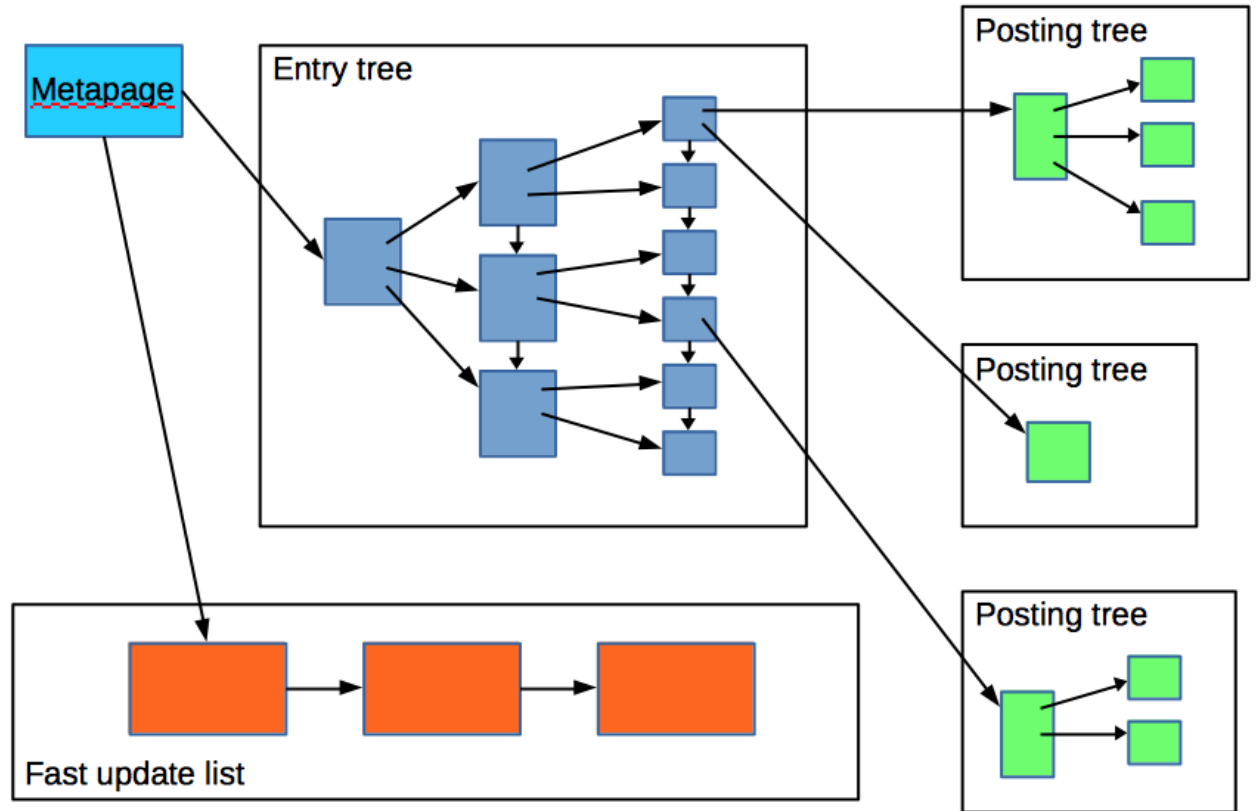 Metapage
Entry tree
Posting tree
Posting tree
Posting tree
Fast update list